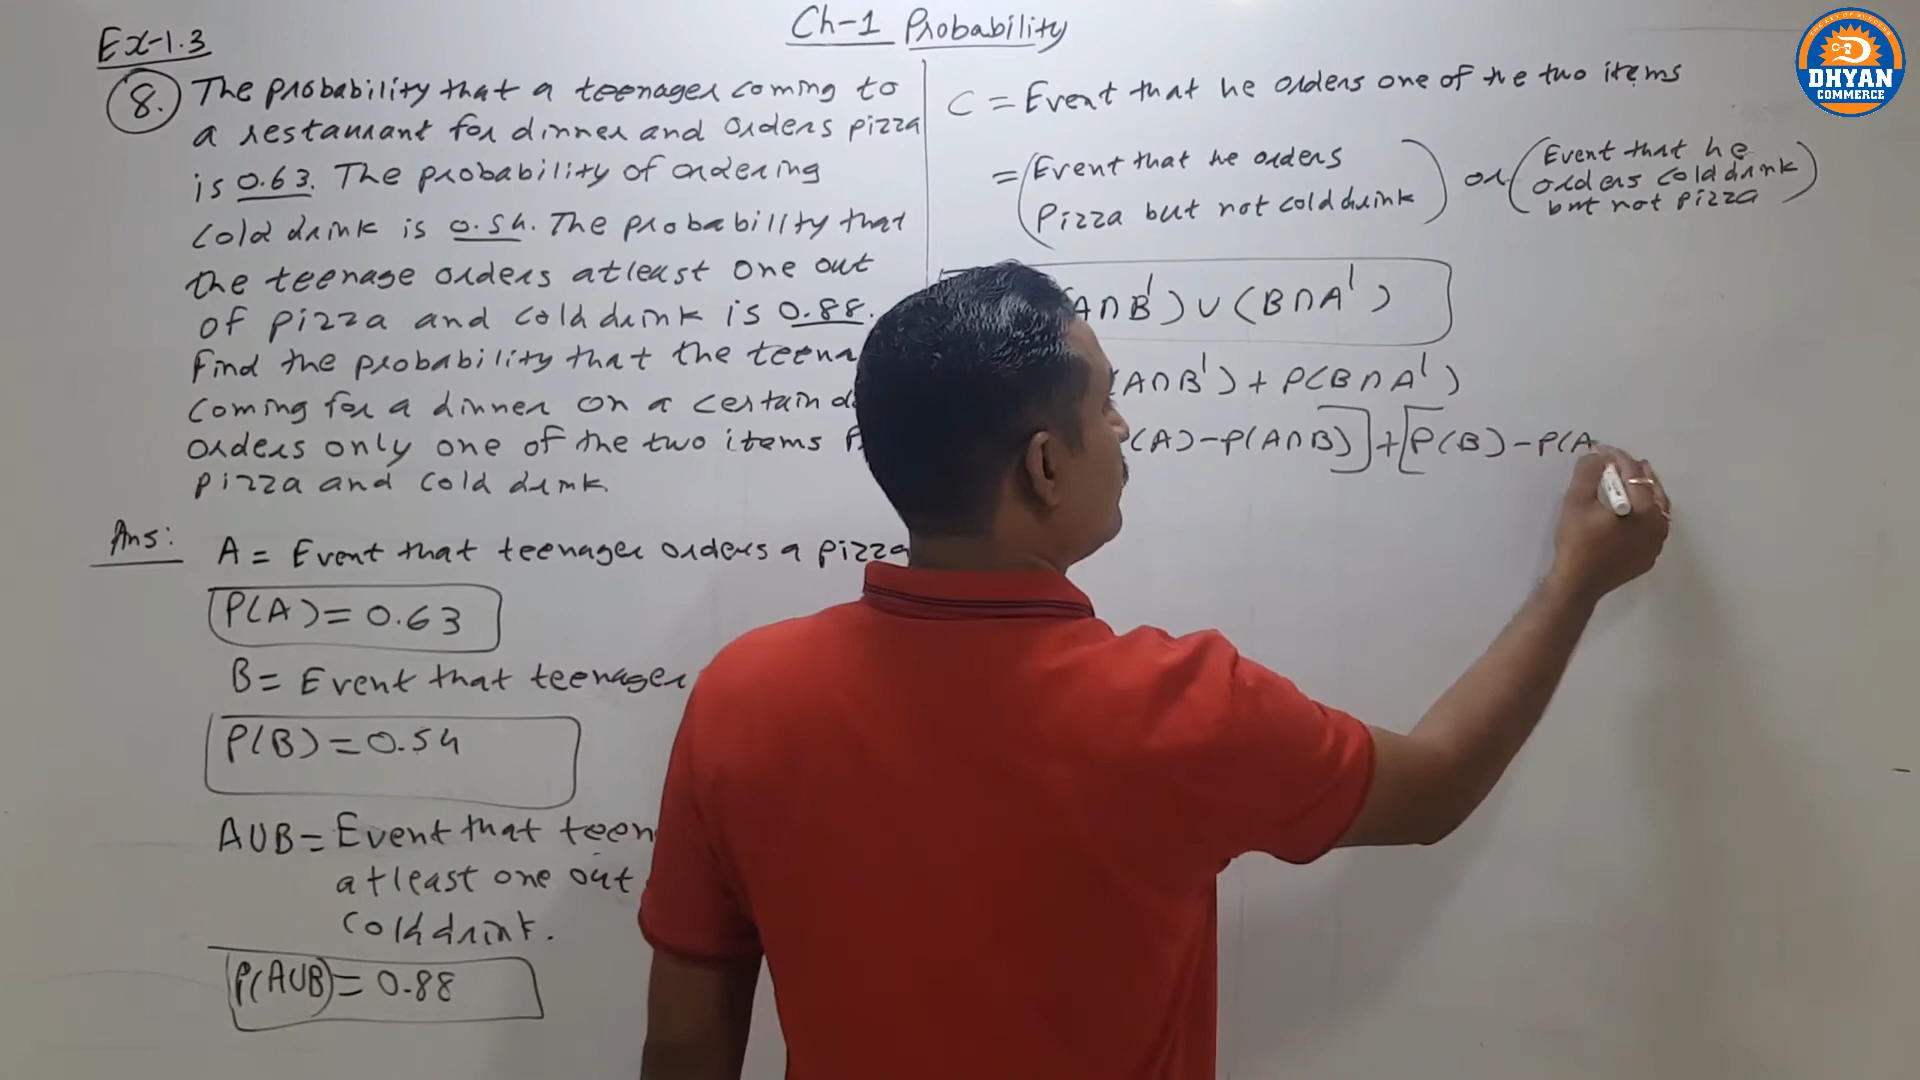 Ch-1 Probability
Ex-1.3
8. The probability that a teenager coming to
a restaurant for dinner and orders pizza
is 0.63. The probability of ordering
cold drink is 0.54. The probabillty that
the teenage orders atleast one out
of pizza and cold drink is 0.88.
Find the probability that the teena
coming for a dinner on a certain d
orders only one of the two items
pizza and cold drink.
Ans:
A = Event that teenager orders a pizza
P(A) = 0.63
B = Event that teenager
P(B) = 0.54
A∪B = Event that teen
atleast one out
cold drink.
P(A∪B) = 0.88
C = Event that he orders one of the two items
= (Event that he orders
Pizza but not cold drink) or (Event that he
orders cold drink
but not pizza)
A∩B') ∪ (B∩A')
(A∩B') + P(B∩A')
(A) - P(A∩B)] + [P(B) - P(A
DHYAN
COMMERCE